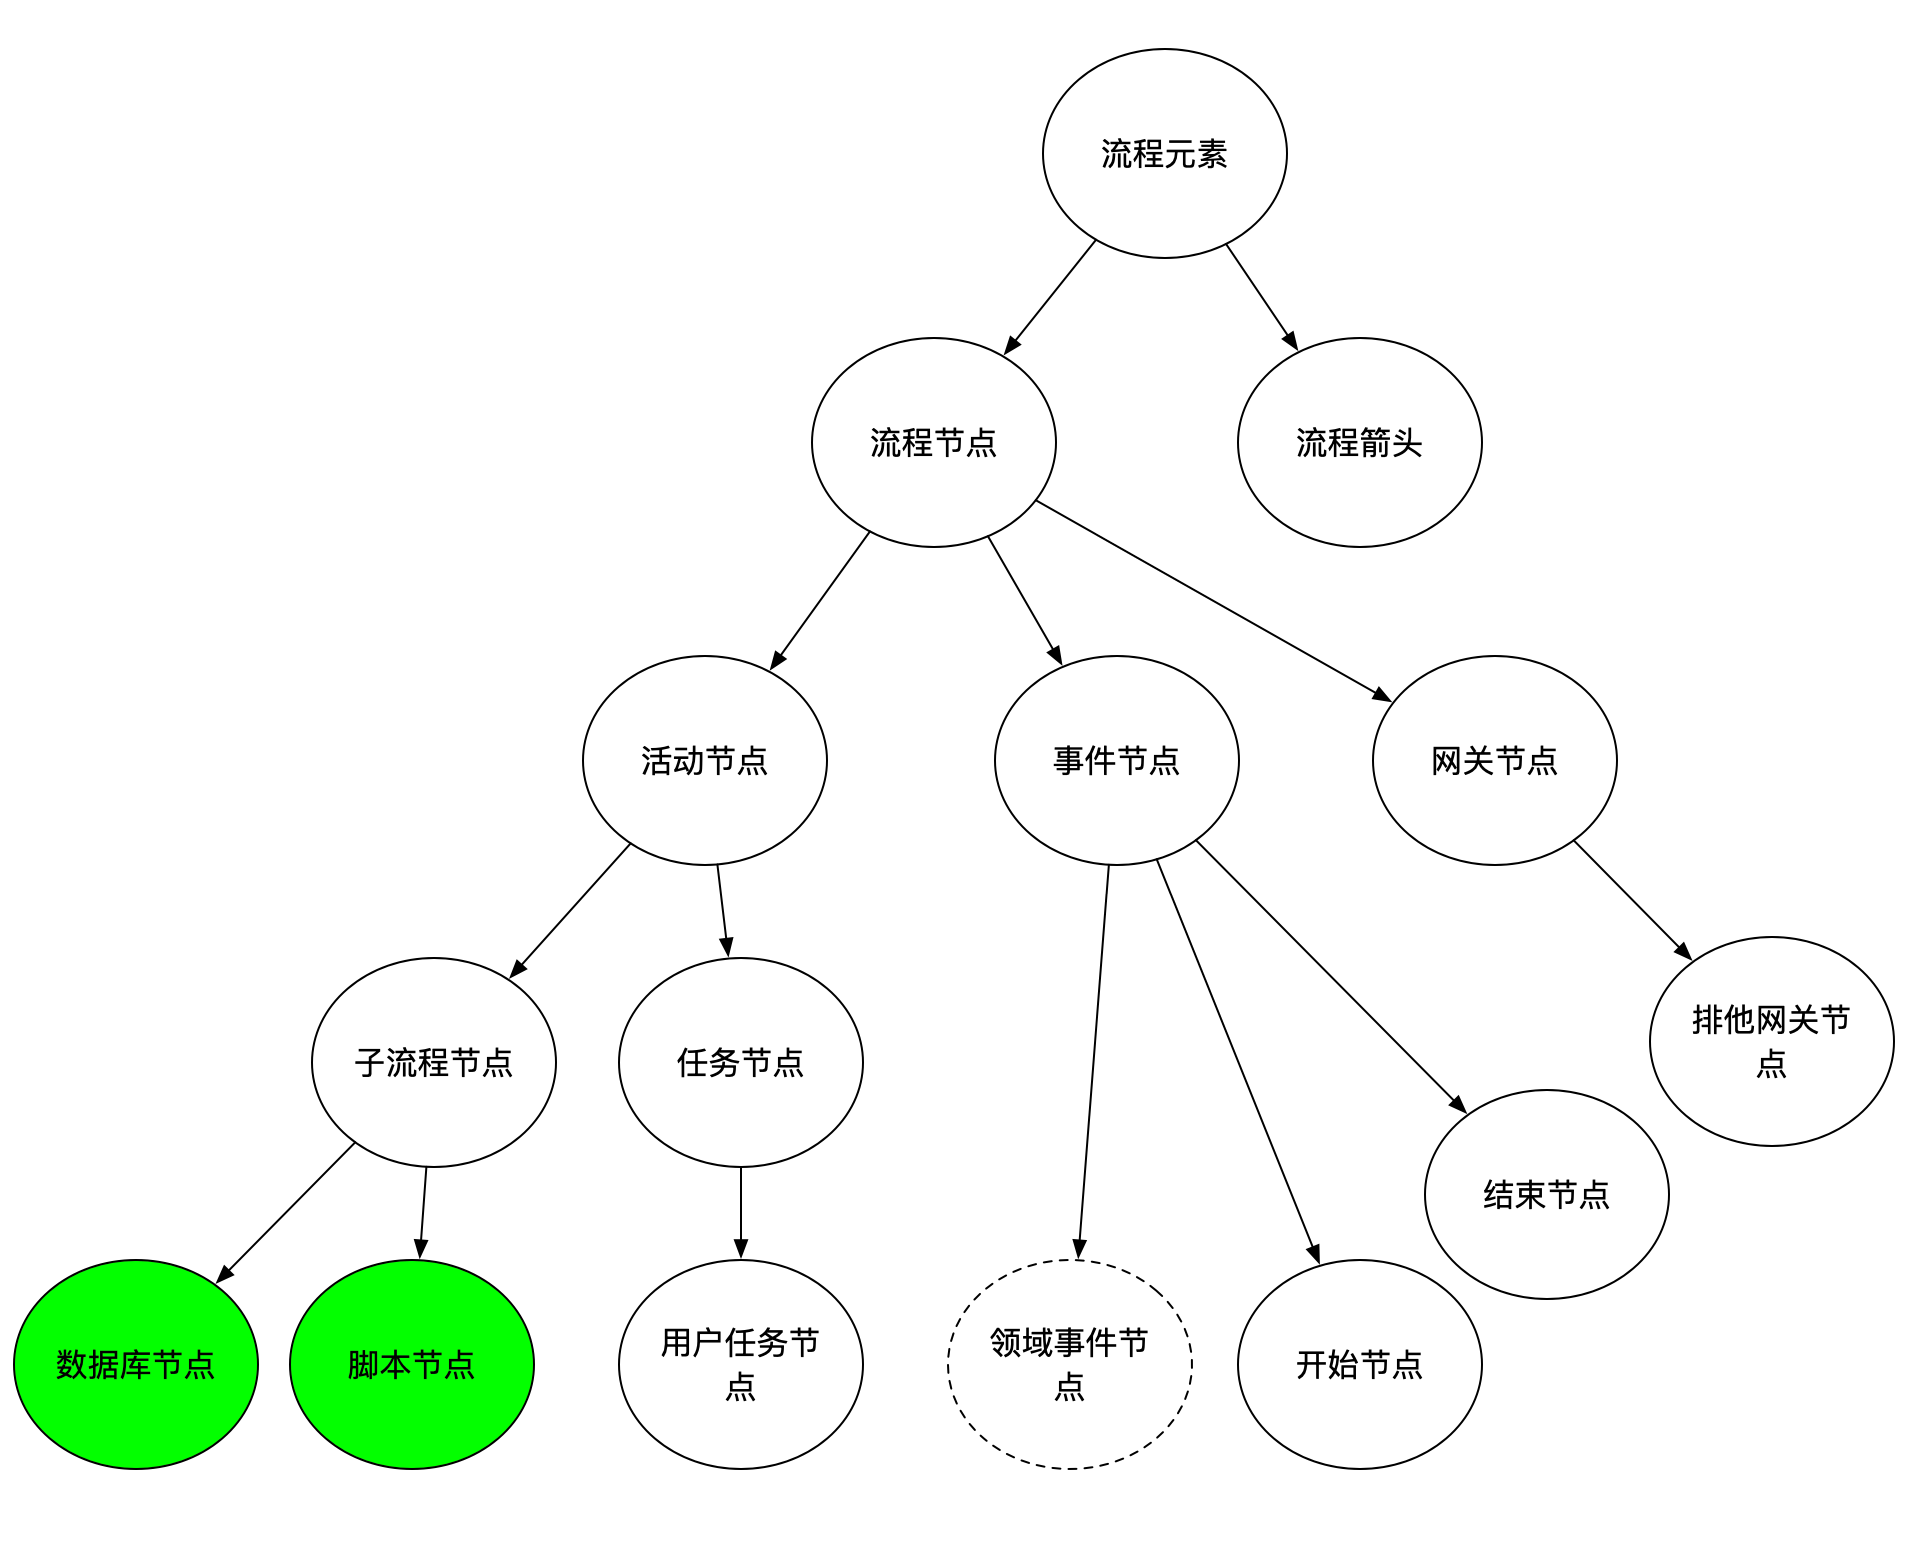 流程元素
流程节点
流程箭头
活动节点
事件节点
网关节点
子流程节点
任务节点
排他网关节
点
结束节点
数据库节点
脚本节点
用户任务节
点
领域事件节
点
开始节点